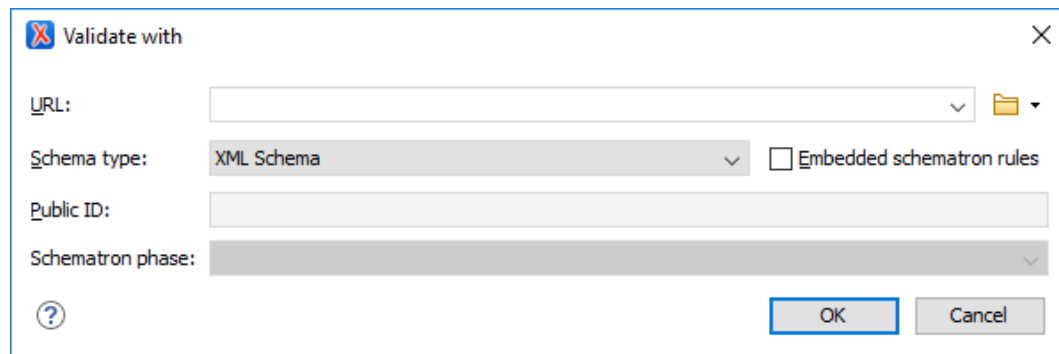 Validate with
URL:
Schema type: XML Schema Embedded schematron rules
Public ID:
Schematron phase:
OK Cancel